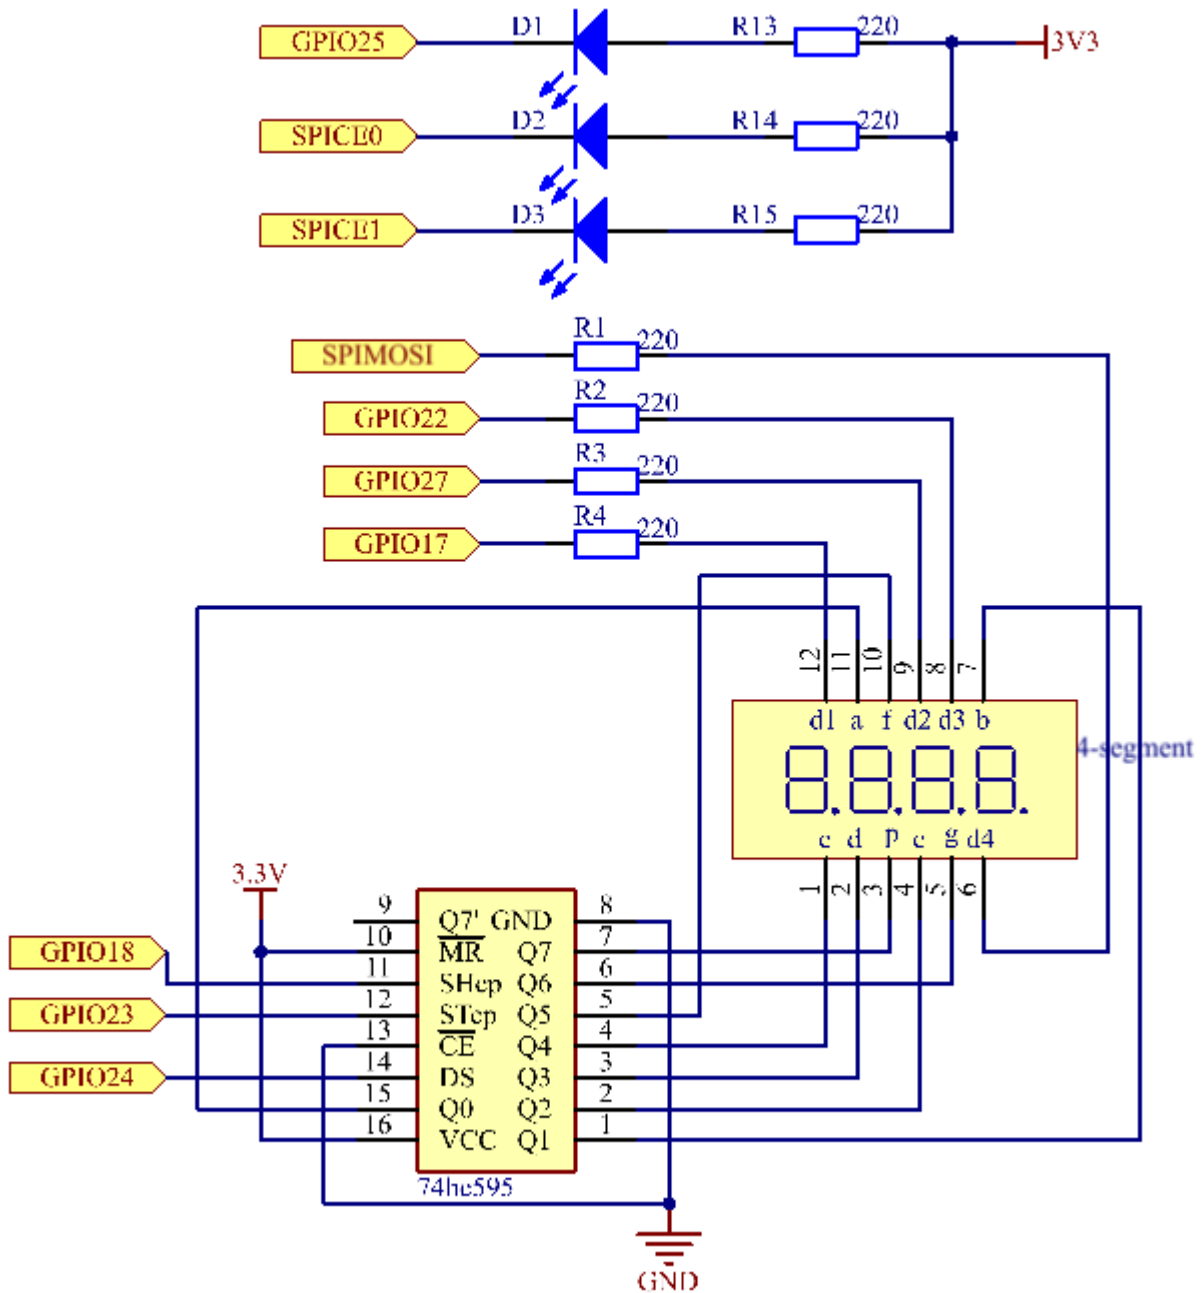 GPIO25 D1 R13 220 3V3
SPICE0 D2 R14 220
SPICE1 D3 R15 220
SPIMOSI R1 220
GPIO22 R2 220
GPIO27 R3 220
GPIO17 R4 220
12 11 10 9 8 7
d1 a f d2 d3 b
8.8.8.8.
4-segment
e d p c g d4
1 2 3 4 5 6
3.3V
9 Q7' GND 8
GPIO18 10 MR Q7 7
11 SHcp Q6 6
GPIO23 12 STcp Q5 5
13 CE Q4 4
GPIO24 14 DS Q3 3
15 Q0 Q2 2
16 VCC Q1 1
74hc595
GND